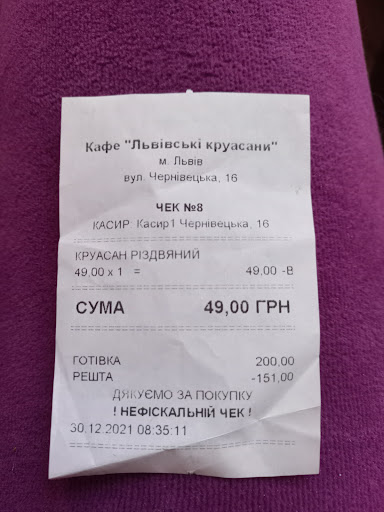 Кафе "Львівські круасани"
м. Львів
вул. Чернівецька, 16
ЧЕК №8
КАСИР Касир1 Чернівецька, 16
КРУАСАН РІЗДВЯНИЙ
49,00 x 1 = 49,00 -В
СУМА 49,00 ГРН
ГОТІВКА 200,00
РЕШТА -151,00
ДЯКУЄМО ЗА ПОКУПКУ
! НЕФІСКАЛЬНІЙ ЧЕК !
30.12.2021 08:35:11